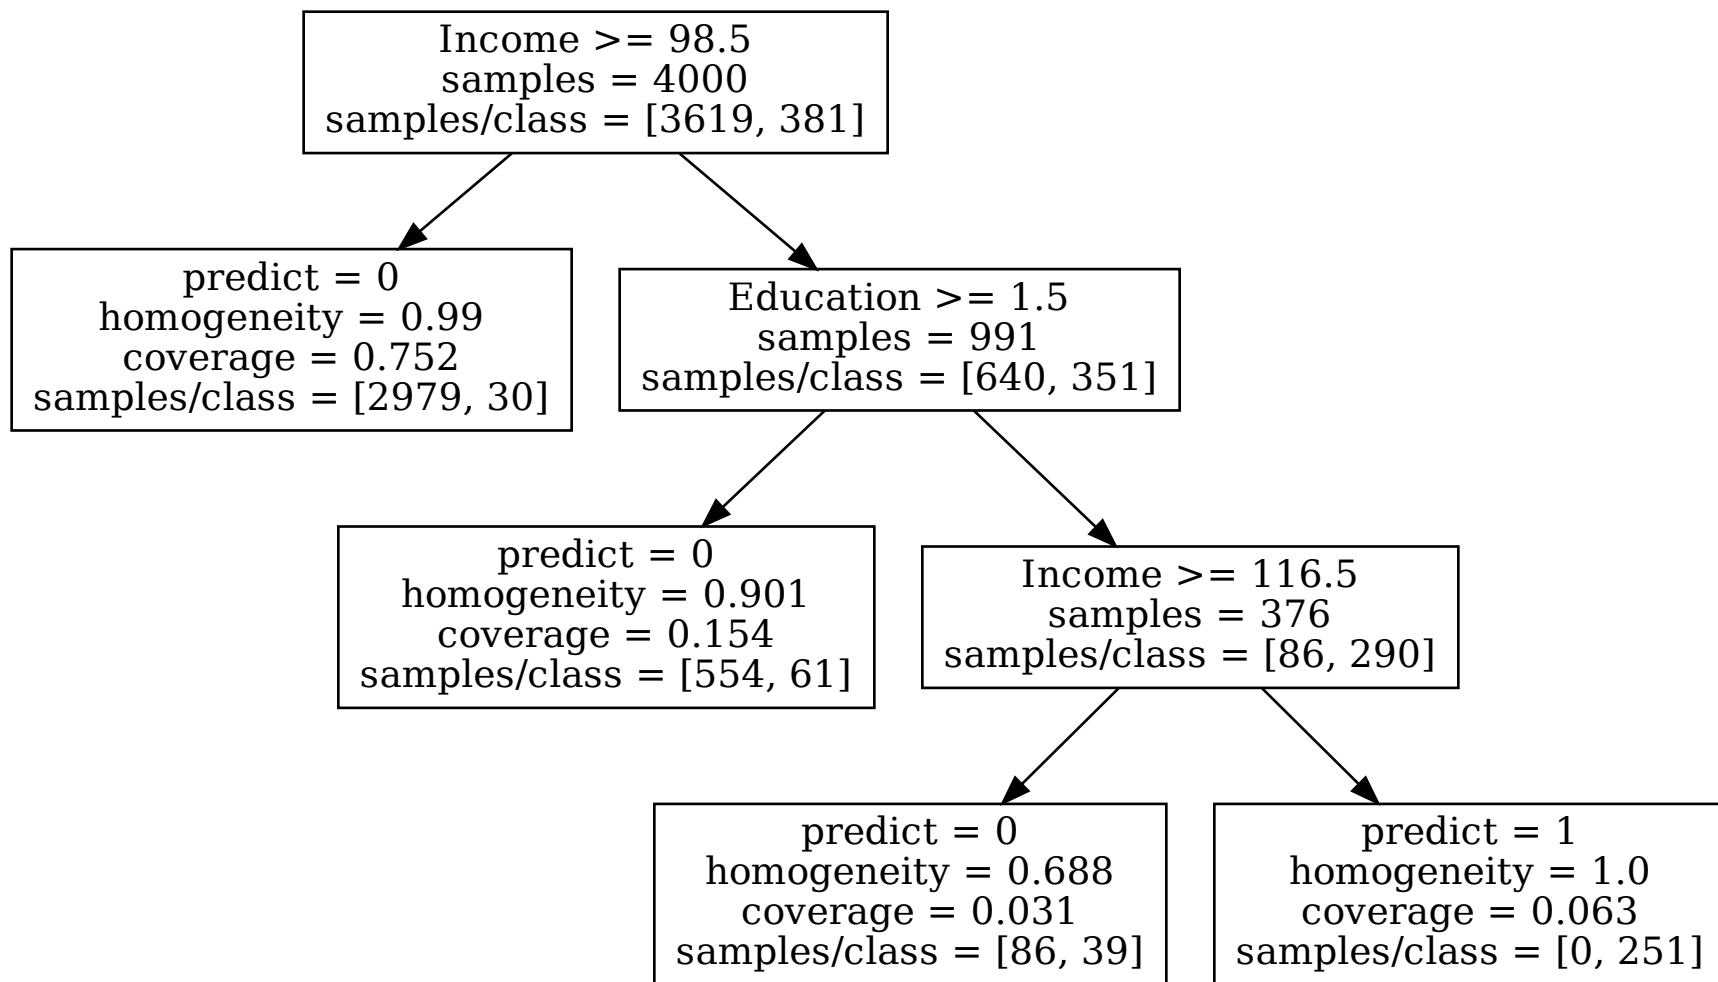 Income >= 98.5
samples = 4000
samples/class = [3619, 381]
predict = 0
homogeneity = 0.99
coverage = 0.752
samples/class = [2979, 30]
Education >= 1.5
samples = 991
samples/class = [640, 351]
predict = 0
homogeneity = 0.901
coverage = 0.154
samples/class = [554, 61]
Income >= 116.5
samples = 376
samples/class = [86, 290]
predict = 0
homogeneity = 0.688
coverage = 0.031
samples/class = [86, 39]
predict = 1
homogeneity = 1.0
coverage = 0.063
samples/class = [0, 251]